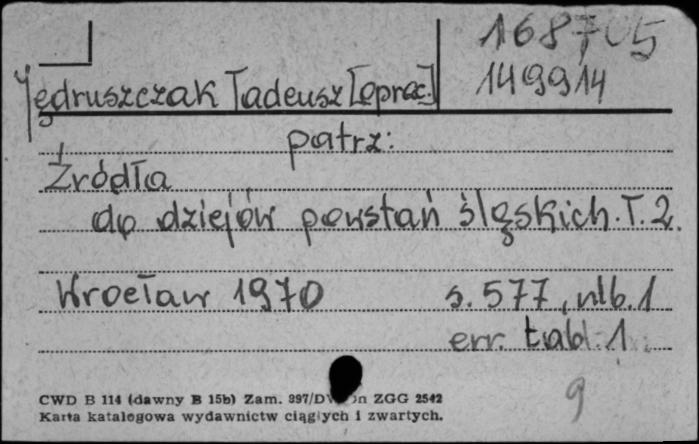 168705
149914
Jędruszczak Tadeusz [oprac.]
patrz:
Źródła
do dziejów powstań śląskich. T. 2.
Wrocław 1970 s. 577, nlb. 1
err. tabl. 1
9
CWD B 114 (dawny B 15b) Zam. 997/D ZGG 2542
Karta katalogowa wydawnictw ciągłych i zwartych.